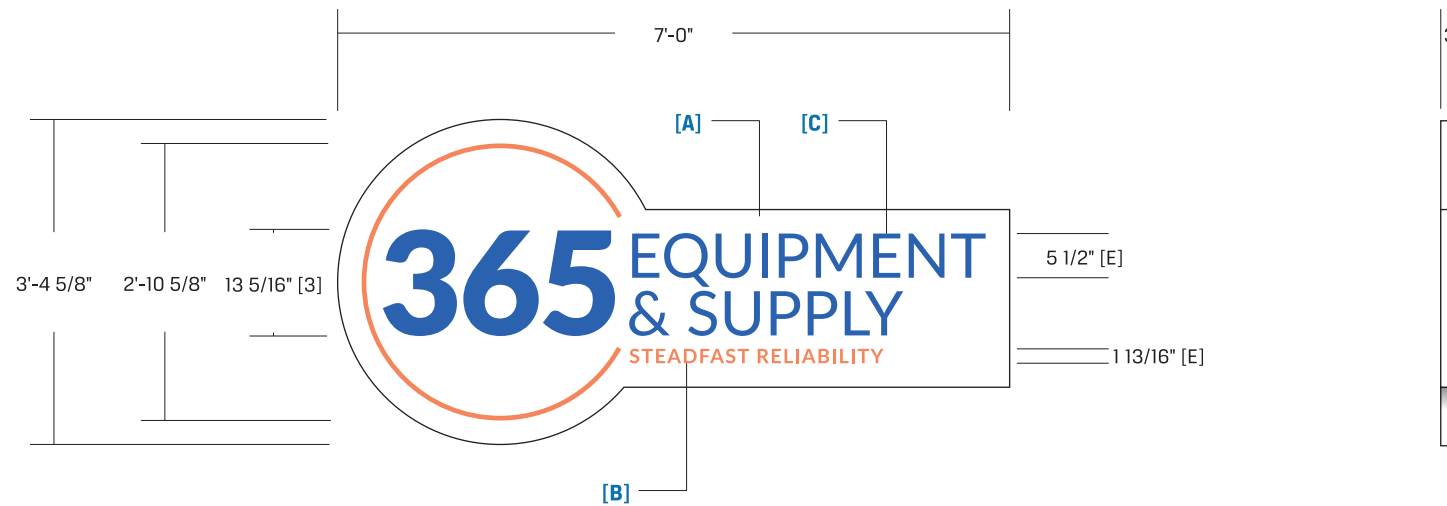 7'-0"
[A]
[C]
3'-4 5/8"
2'-10 5/8"
13 5/16" [3]
365
EQUIPMENT
& SUPPLY
STEADFAST RELIABILITY
5 1/2" [E]
1 13/16" [E]
[B]